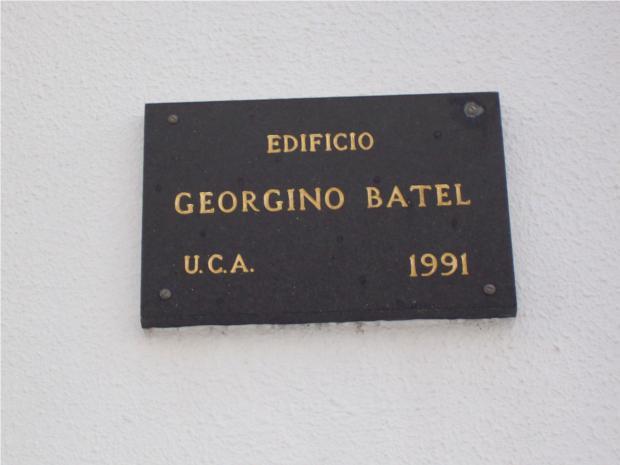 EDIFICIO
GEORGINO BATEL
U.C.A. 1991